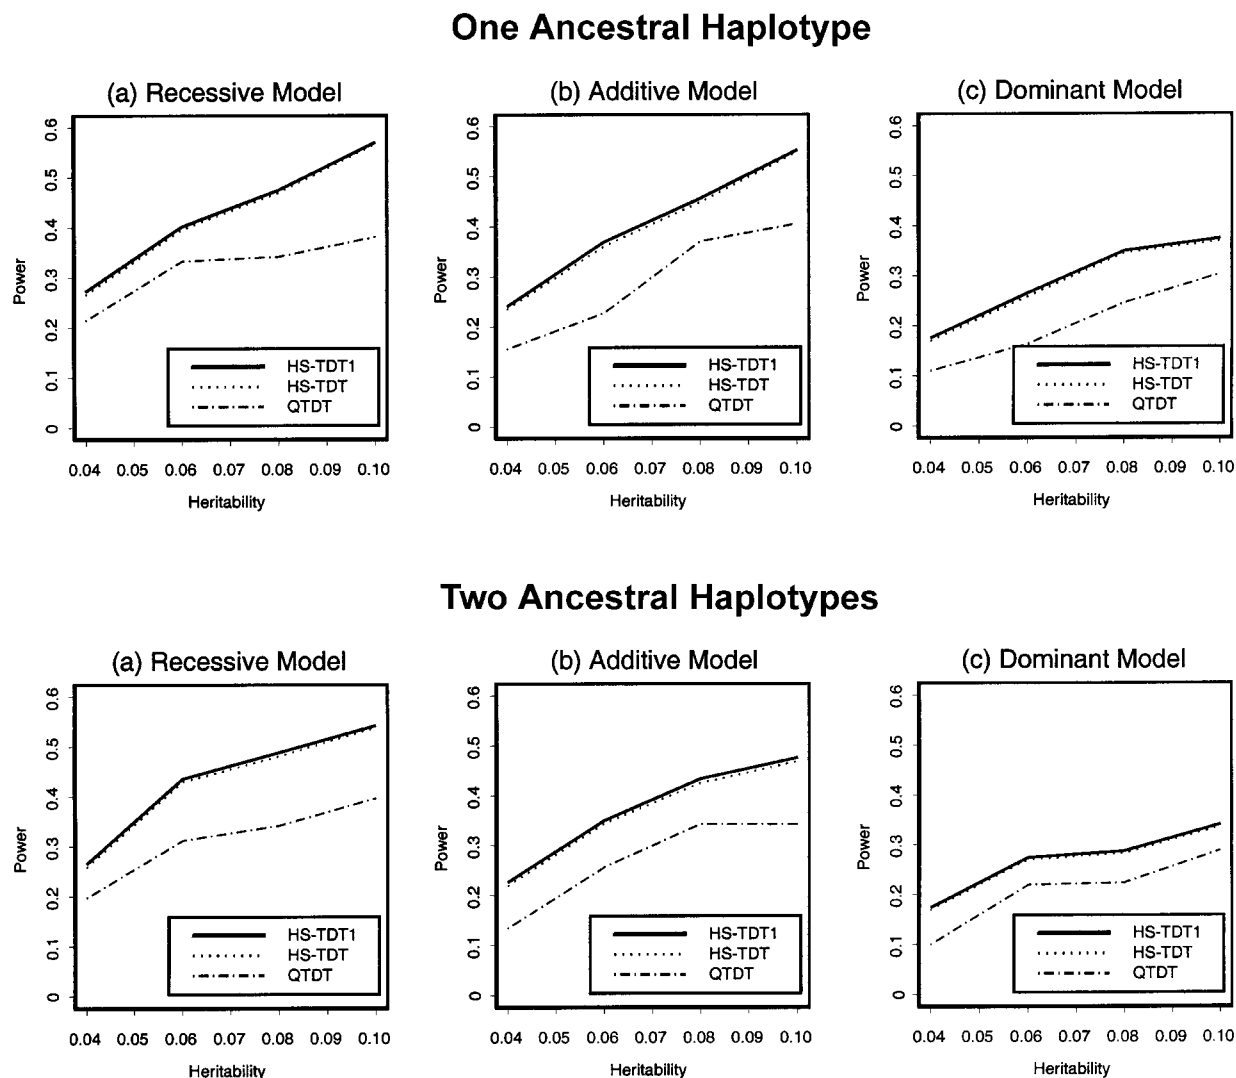 One Ancestral Haplotype
(a) Recessive Model
(b) Additive Model
(c) Dominant Model
Power
0.6
0.5
0.4
0.3
0.2
0.1
0
HS-TDT1
HS-TDT
QTDT
0.04 0.05 0.06 0.07 0.08 0.09 0.10
Heritability
Power
0.6
0.5
0.4
0.3
0.2
0.1
0
HS-TDT1
HS-TDT
QTDT
0.04 0.05 0.06 0.07 0.08 0.09 0.10
Heritability
Power
0.6
0.5
0.4
0.3
0.2
0.1
0
HS-TDT1
HS-TDT
QTDT
0.04 0.05 0.06 0.07 0.08 0.09 0.10
Heritability
Two Ancestral Haplotypes
(a) Recessive Model
(b) Additive Model
(c) Dominant Model
Power
0.6
0.5
0.4
0.3
0.2
0.1
0
HS-TDT1
HS-TDT
QTDT
0.04 0.05 0.06 0.07 0.08 0.09 0.10
Heritability
Power
0.6
0.5
0.4
0.3
0.2
0.1
0
HS-TDT1
HS-TDT
QTDT
0.04 0.05 0.06 0.07 0.08 0.09 0.10
Heritability
Power
0.6
0.5
0.4
0.3
0.2
0.1
0
HS-TDT1
HS-TDT
QTDT
0.04 0.05 0.06 0.07 0.08 0.09 0.10
Heritability